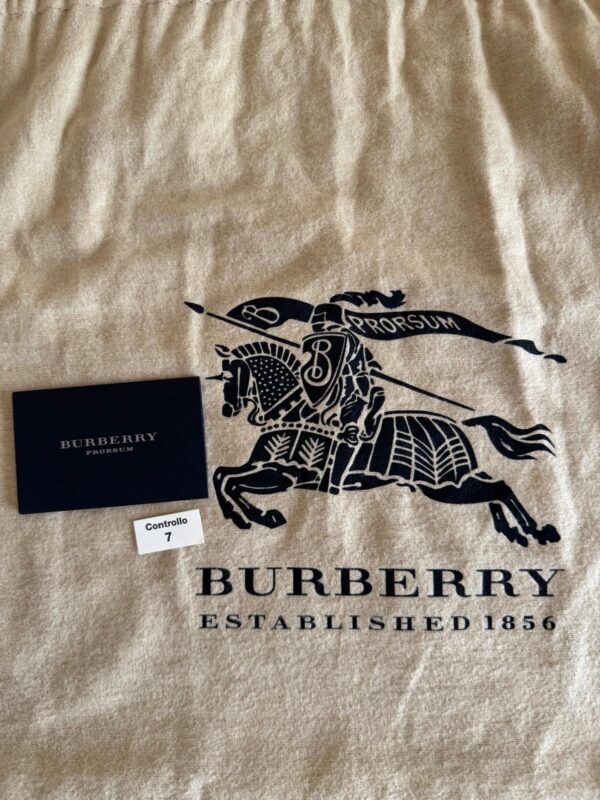 B
PRORSUM
B
BURBERRY
PRORSUM
Controllo
7
BURBERRY
ESTABLISHED 1856